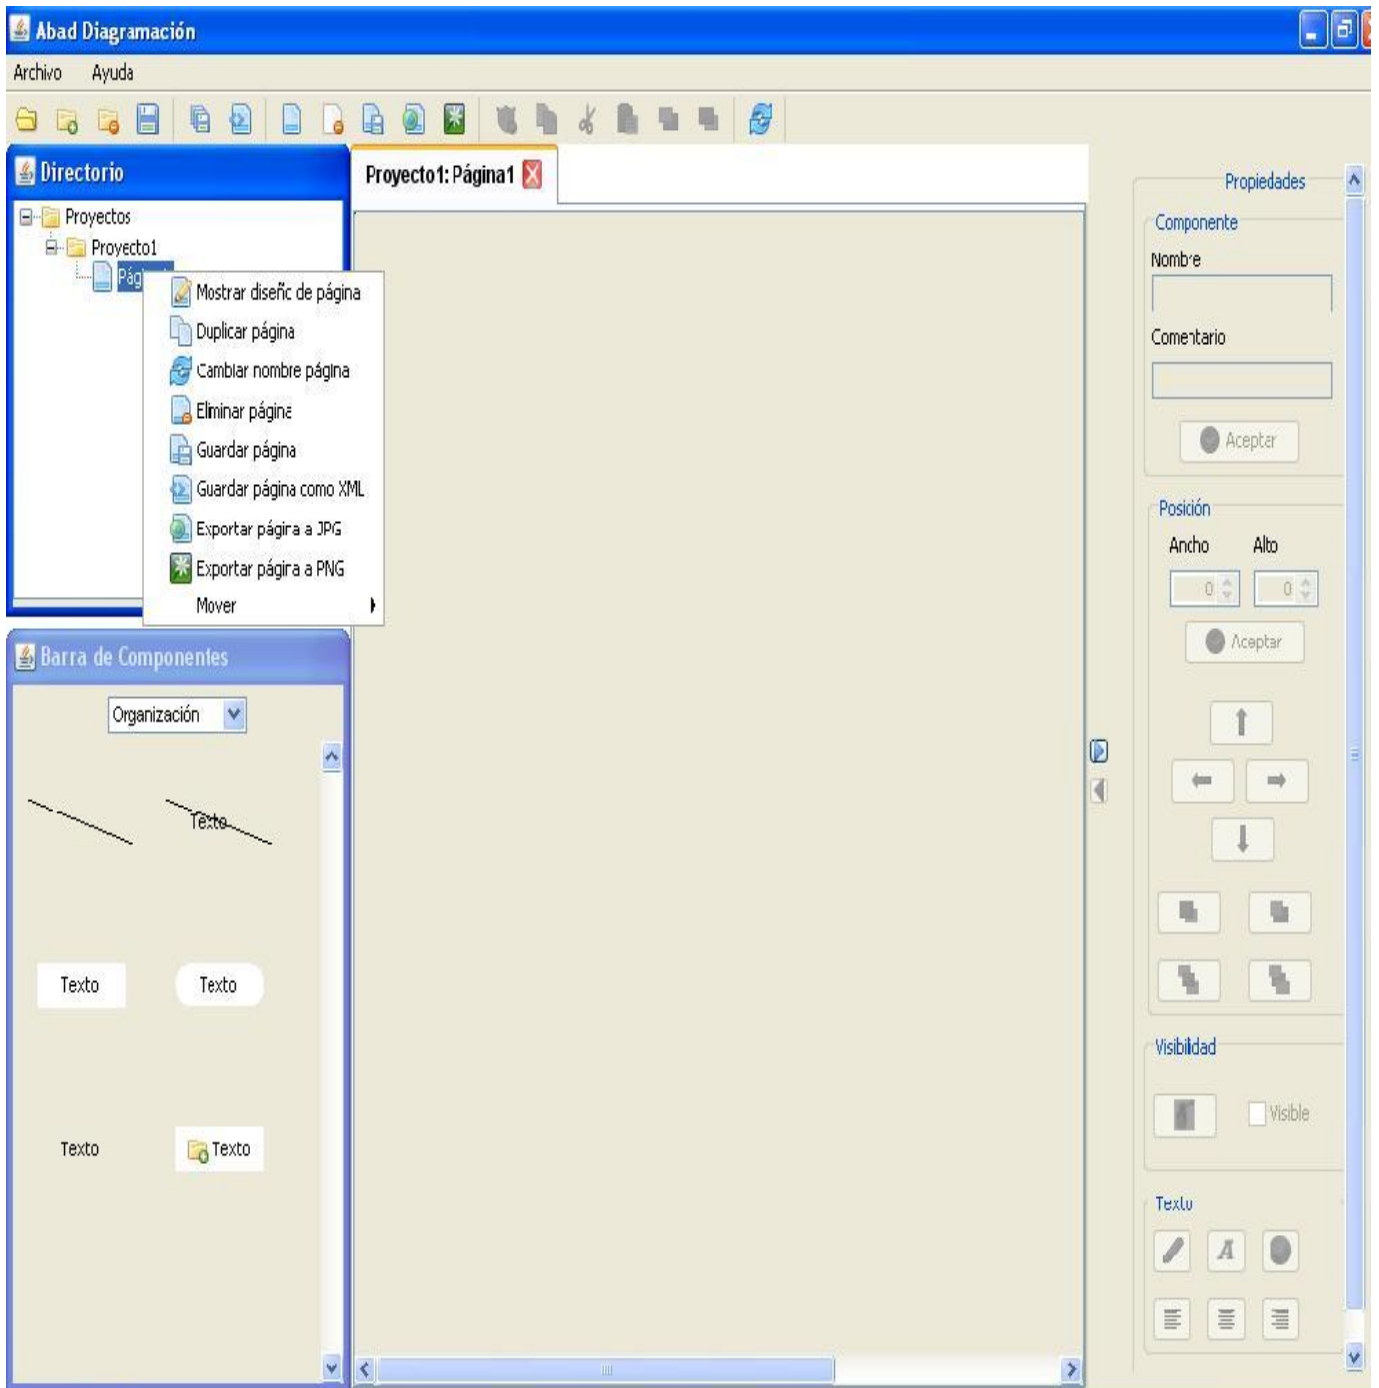 Abad Diagramación
Archivo Ayuda
Directorio
Proyectos
Proyecto1
Pág
Mostrar diseño de página
Duplicar página
Cambiar nombre página
Eliminar página
Guardar página
Guardar página como XML
Exportar página a JPG
Exportar página a PNG
Mover
Barra de Componentes
Organización
Texto
Texto Texto
Texto Texto
Proyecto1: Página1
Propiedades
Componente
Nombre
Comentario
Aceptar
Posición
Ancho Alto
0 0
Aceptar
Visibilidad
Visible
Texto
A